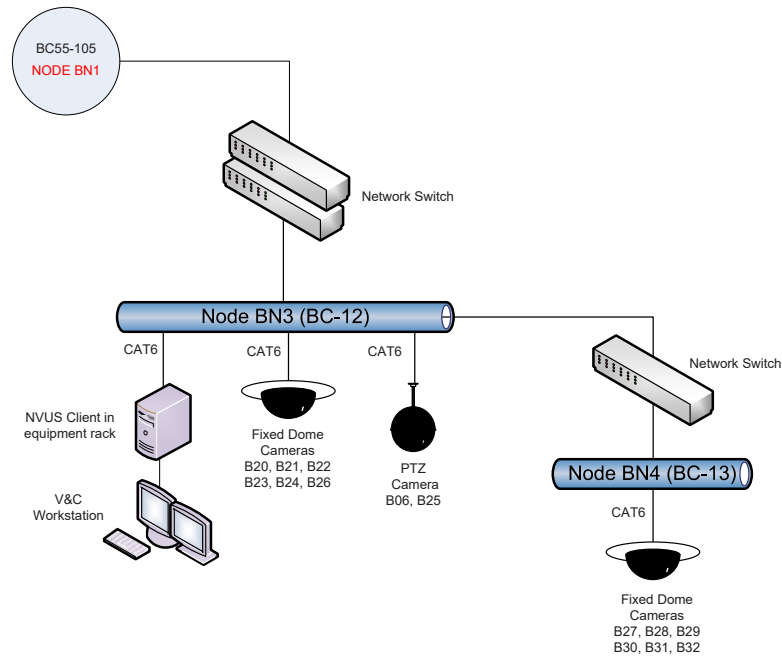 BC55-105
NODE BN1
Network Switch
Node BN3 (BC-12)
CAT6
CAT6
CAT6
Network Switch
NVUS Client in
equipment rack
Fixed Dome
Cameras
B20, B21, B22
B23, B24, B26
PTZ
Camera
B06, B25
Node BN4 (BC-13)
V&C
Workstation
CAT6
Fixed Dome
Cameras
B27, B28, B29
B30, B31, B32